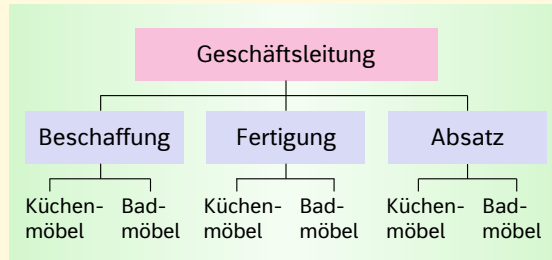 Geschäftsleitung
Beschaffung
Fertigung
Absatz
Küchen-
möbel
Bad-
möbel
Küchen-
möbel
Bad-
möbel
Küchen-
möbel
Bad-
möbel